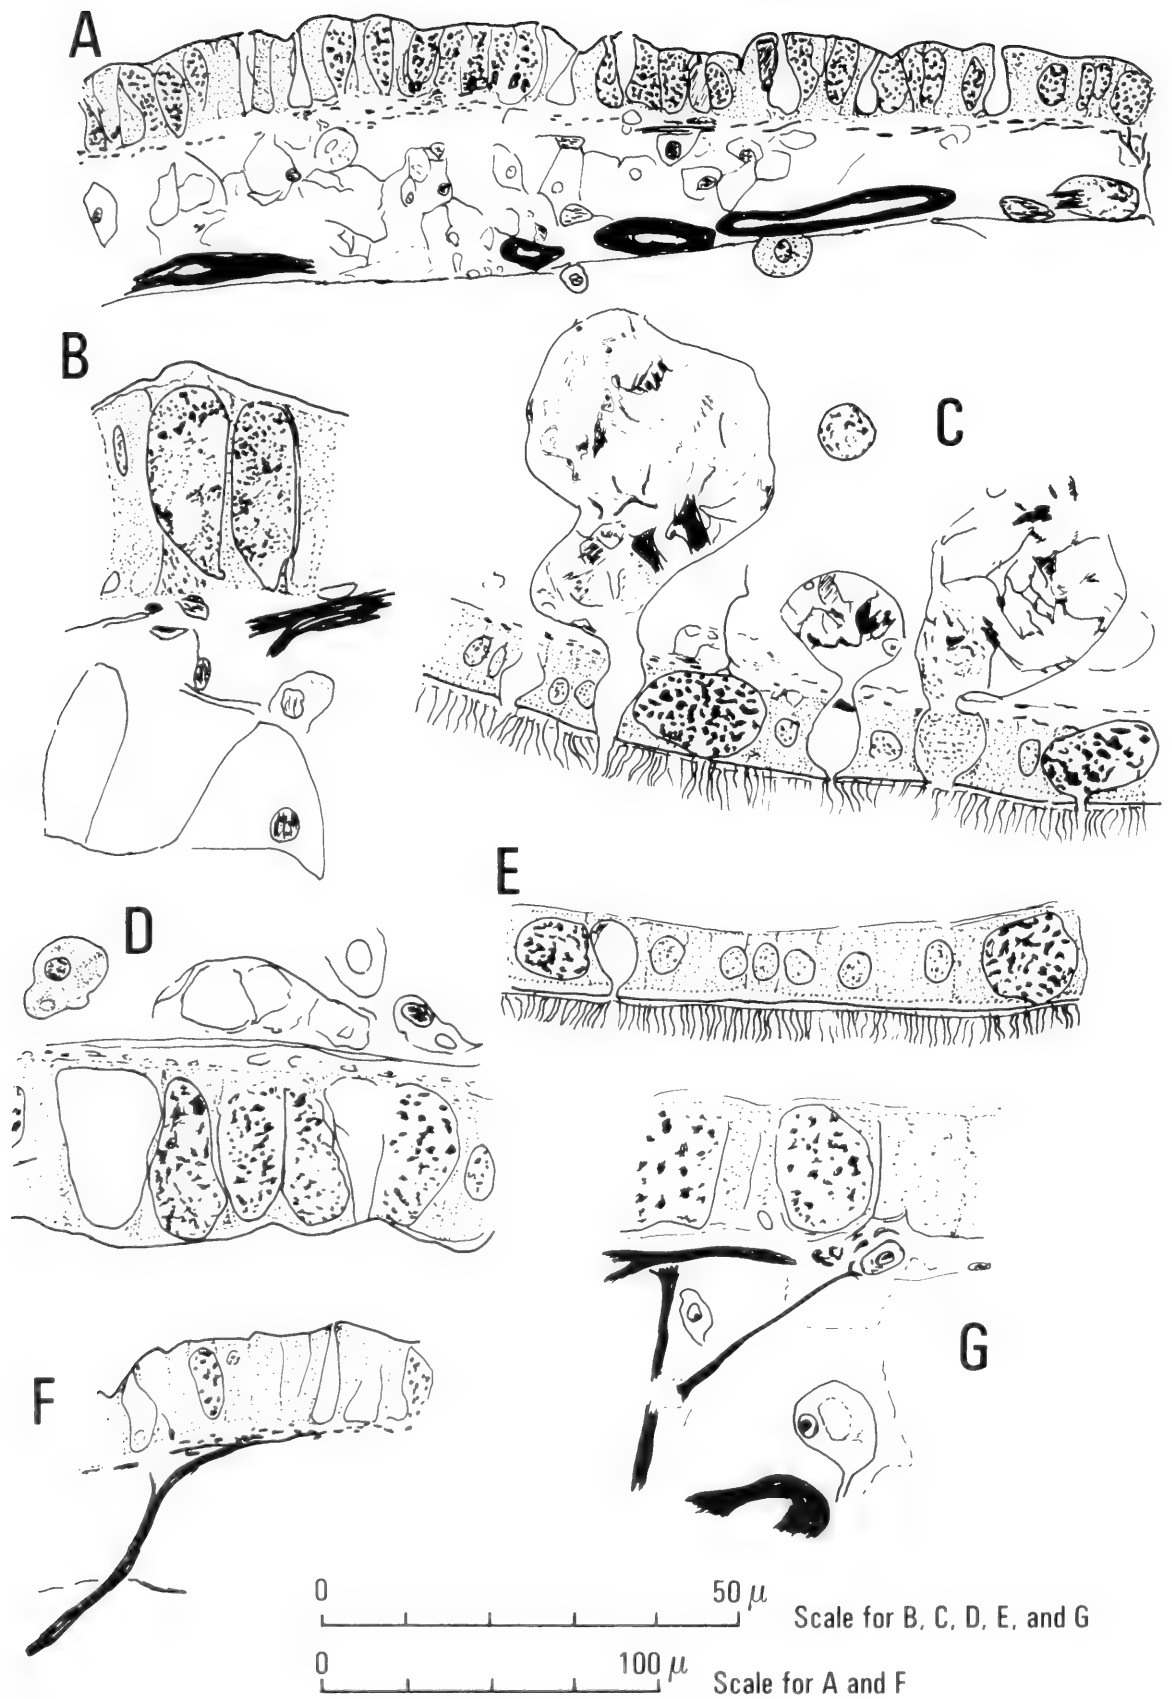 A
B
C
D
E
F
G
0 50 μ
Scale for B, C, D, E, and G
0 100 μ
Scale for A and F